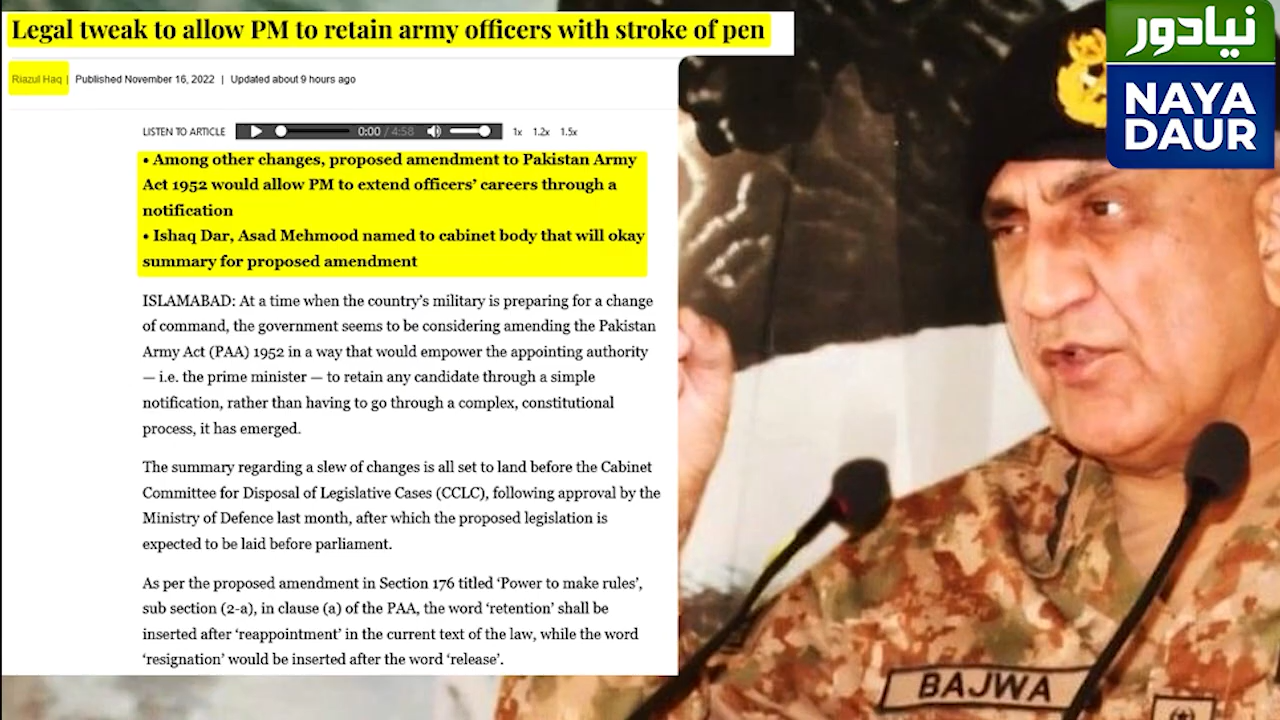 Legal tweak to allow PM to retain army officers with stroke of pen
Riazul Haq | Published November 16, 2022 | Updated about 9 hours ago
LISTEN TO ARTICLE 0:00 / 4:58 1x 1.2x 1.5x
• Among other changes, proposed amendment to Pakistan Army
Act 1952 would allow PM to extend officers’ careers through a
notification
• Ishaq Dar, Asad Mehmood named to cabinet body that will okay
summary for proposed amendment
ISLAMABAD: At a time when the country’s military is preparing for a change
of command, the government seems to be considering amending the Pakistan
Army Act (PAA) 1952 in a way that would empower the appointing authority
— i.e. the prime minister — to retain any candidate through a simple
notification, rather than having to go through a complex, constitutional
process, it has emerged.
The summary regarding a slew of changes is all set to land before the Cabinet
Committee for Disposal of Legislative Cases (CCLC), following approval by the
Ministry of Defence last month, after which the proposed legislation is
expected to be laid before parliament.
As per the proposed amendment in Section 176 titled ‘Power to make rules’,
sub section (2-a), in clause (a) of the PAA, the word ‘retention’ shall be
inserted after ‘reappointment’ in the current text of the law, while the word
‘resignation’ would be inserted after the word ‘release’.
نیادور
NAYA
DAUR
BAJWA